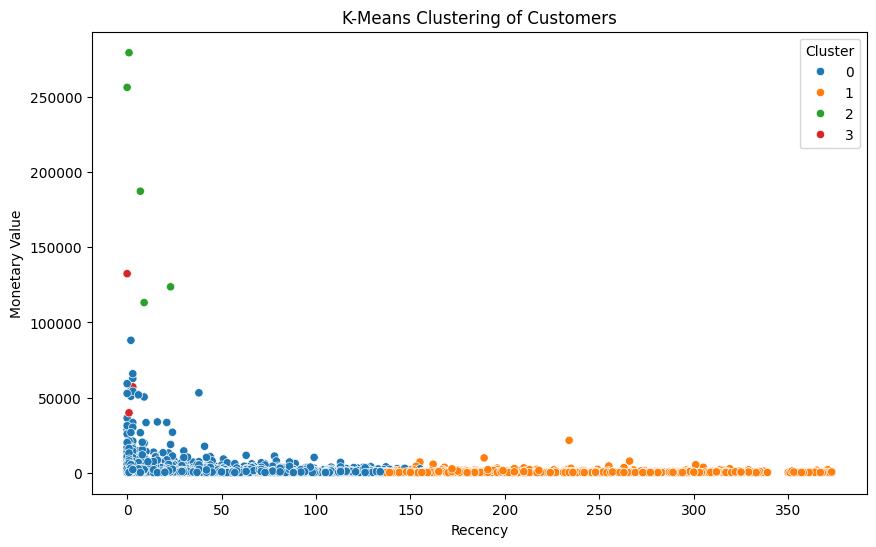 K-Means Clustering of Customers
Cluster
0
1
2
3
250000
200000
150000
100000
50000
0
Monetary Value
0 50 100 150 200 250 300 350
Recency